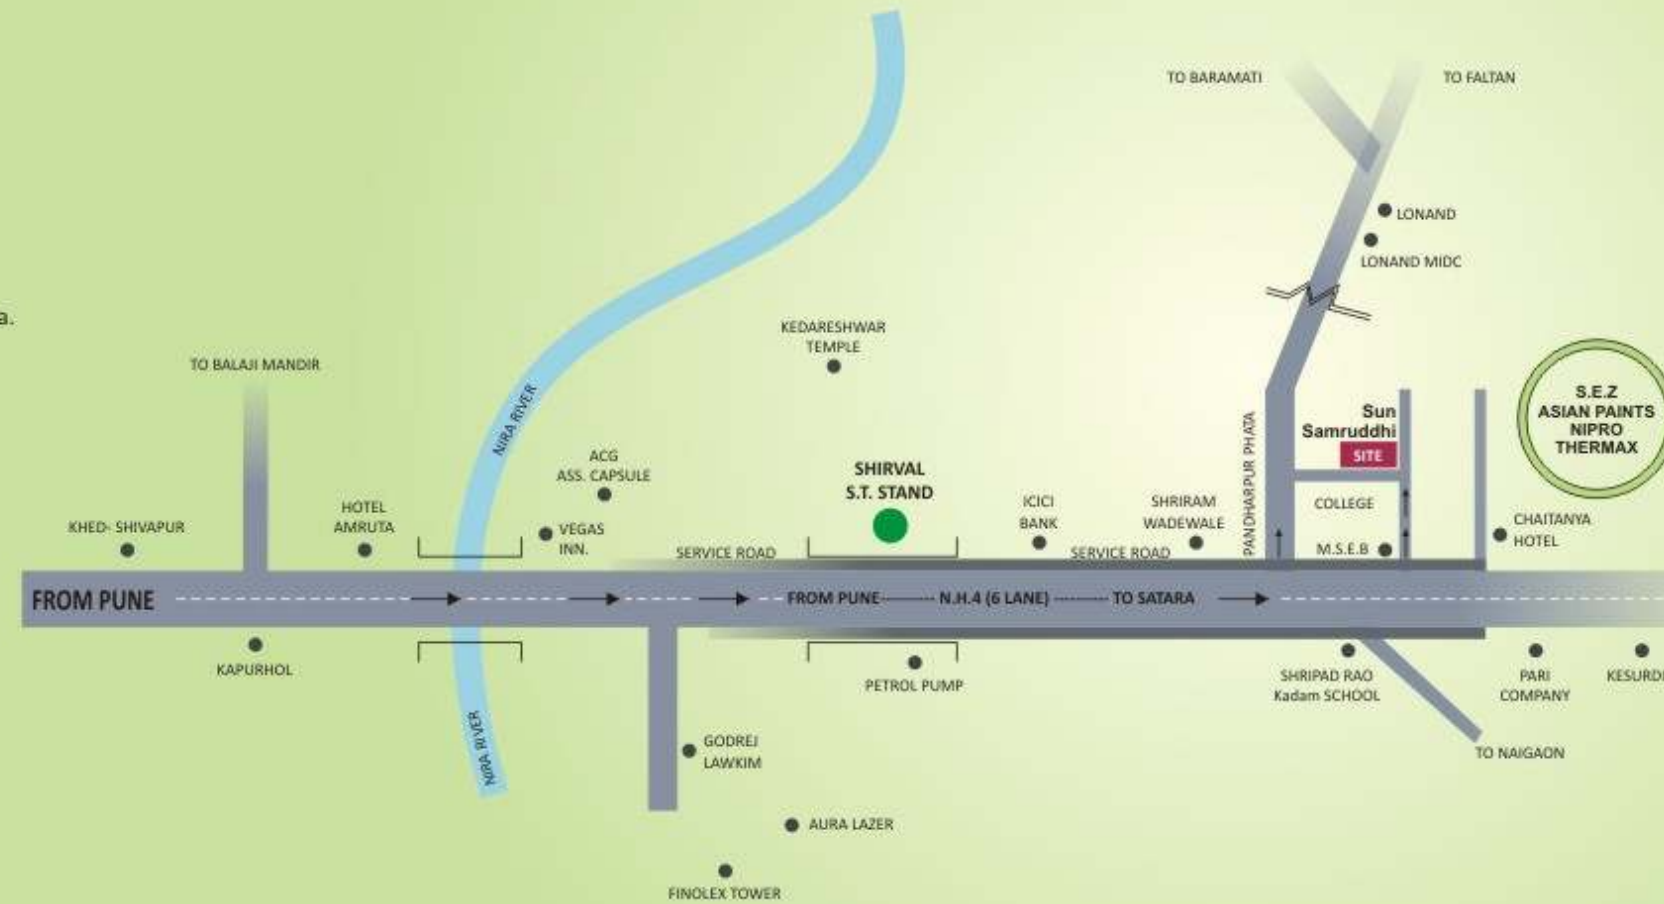 TO BARAMATI
TO FALTAN
LONAND
LONAND MIDC
a.
KEDARESHWAR
TEMPLE
TO BALAJI MANDIR
NIRA RIVER
S.E.Z
ASIAN PAINTS
NIPRO
THERMAX
Sun
Samruddhi
SITE
PANDHARPUR PHATA
ACG
ASS. CAPSULE
SHIRVAL
S.T. STAND
HOTEL
AMRUTA
KHED- SHIVAPUR
VEGAS
INN.
ICICI
BANK
SHRIRAM
WADEWALE
COLLEGE
M.S.E.B
CHAITANYA
HOTEL
SERVICE ROAD
SERVICE ROAD
FROM PUNE
FROM PUNE -------- N.H.4 (6 LANE) -------- TO SATARA
KAPURHOL
PETROL PUMP
SHRIPAD RAO
Kadam SCHOOL
PARI
COMPANY
KESURDI
NIRA RIVER
GODREJ
LAWKIM
TO NAIGAON
AURA LAZER
FINOLEX TOWER